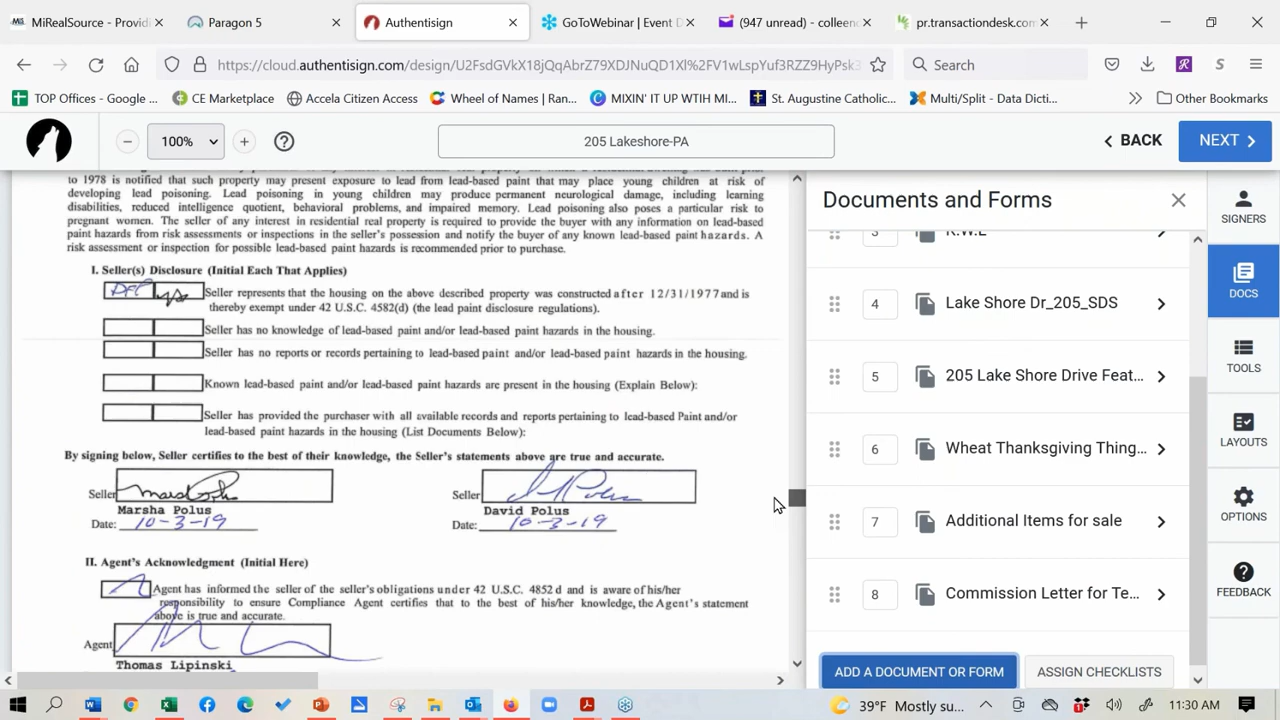 MiRealSource - Providi
Paragon 5
Authentisign
GoToWebinar | Event D
(947 unread) - colleen
pr.transactiondesk.com
https://cloud.authentisign.com/design/
Search
TOP Offices - Google ...
CE Marketplace
Accela Citizen Access
Wheel of Names | Ran...
MIXIN' IT UP WTIH MI...
St. Augustine Catholic...
Multi/Split - Data Dicti...
Other Bookmarks
100%
205 Lakeshore-PA
BACK
NEXT
to 1978 is notified that such property may present exposure to lead from lead-based paint that may place young children at risk of
developing lead poisoning. Lead poisoning in young children may produce permanent neurological damage, including learning
disabilities, reduced intelligence quotient, behavioral problems, and impaired memory. Lead poisoning also poses a particular risk to
pregnant women. The seller of any interest in residential real property is required to provide the buyer with any information on lead-based
paint hazards from risk assessments or inspections in the seller's possession and notify the buyer of any known lead-based paint hazards. A
risk assessment or inspection for possible lead-based paint hazards is recommended prior to purchase.
I. Seller(s) Disclosure (Initial Each That Applies)
Seller represents that the housing on the above described property was constructed after 12/31/1977 and is
thereby exempt under 42 U.S.C. 4582(d) (the lead paint disclosure regulations).
Seller has no knowledge of lead-based paint and/or lead-based paint hazards in the housing.
Seller has no reports or records pertaining to lead-based paint and/or lead-based paint hazards in the housing.
Known lead-based paint and/or lead-based paint hazards are present in the housing (Explain Below):
Seller has provided the purchaser with all available records and reports pertaining to lead-based Paint and/or
lead-based paint hazards in the housing (List Documents Below):
By signing below, Seller certifies to the best of their knowledge, the Seller's statements above are true and accurate.
Seller Seller
Marsha Polus David Polus
Date: 10-3-19 Date: 10-3-19
II. Agent's Acknowledgment (Initial Here)
Agent has informed the seller of the seller's obligations under 42 U.S.C. 4852 d and is aware of his/her
responsibility to ensure Compliance Agent certifies that to the best of his/her knowledge, the Agent's statement
above is true and accurate.
Agent
Thomas Lipinski
Documents and Forms
3 R.W.E
4 Lake Shore Dr_205_SDS
5 205 Lake Shore Drive Feat...
6 Wheat Thanksgiving Thing...
7 Additional Items for sale
8 Commission Letter for Te...
ADD A DOCUMENT OR FORM
ASSIGN CHECKLISTS
SIGNERS
DOCS
TOOLS
LAYOUTS
OPTIONS
FEEDBACK
39°F Mostly su...
11:30 AM